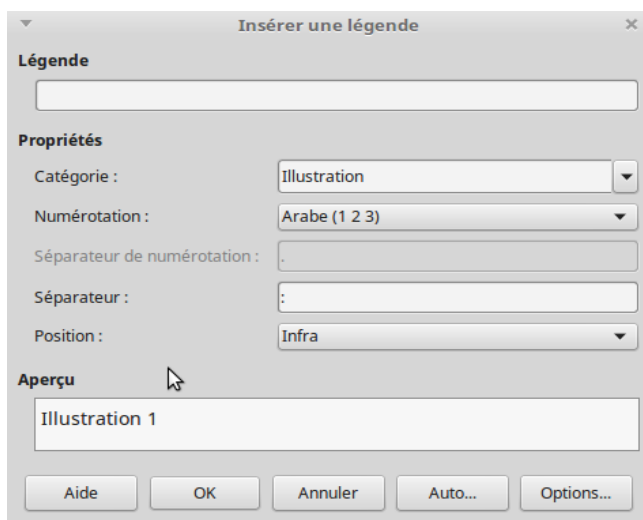 Insérer une légende
Légende
Propriétés
Catégorie :
Illustration
Numérotation :
Arabe (1 2 3)
Séparateur de numérotation :
.
Séparateur :
:
Position :
Infra
Aperçu
Illustration 1
Aide
OK
Annuler
Auto...
Options...